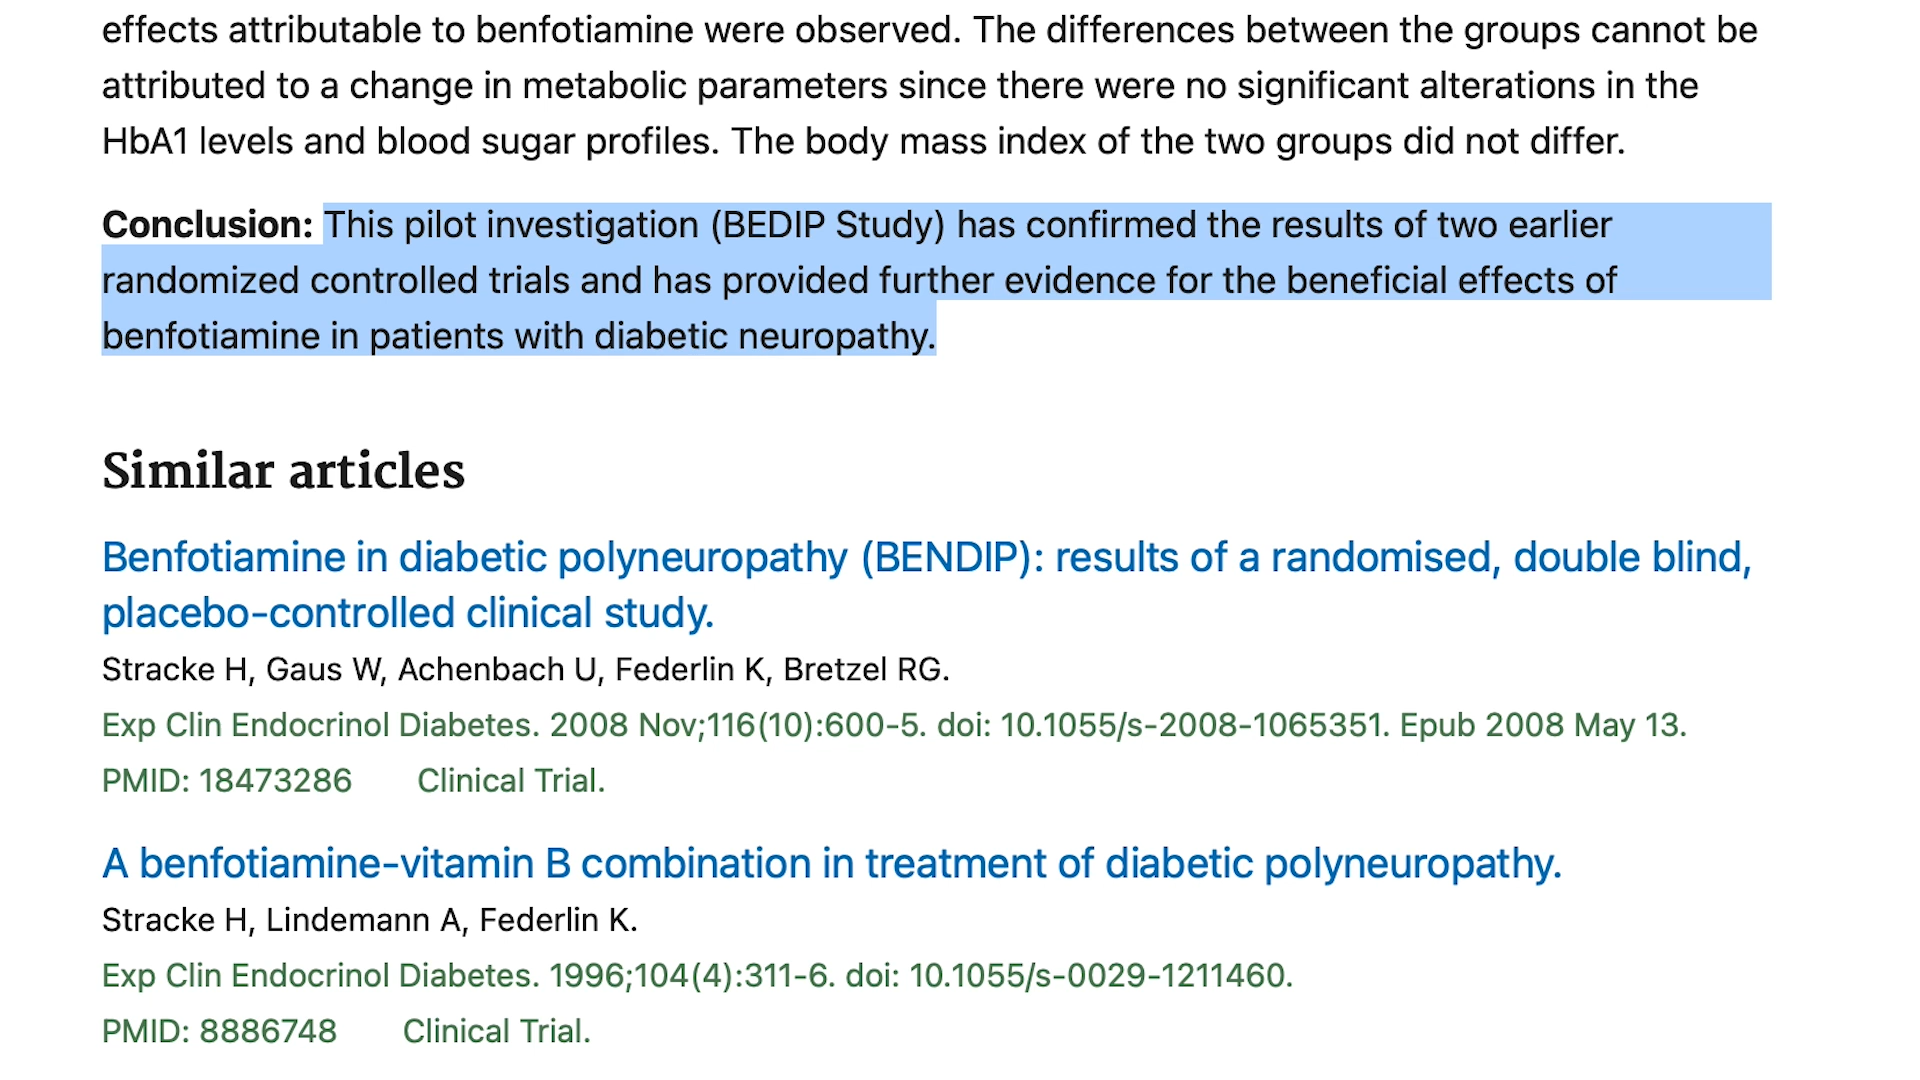 effects attributable to benfotiamine were observed. The differences between the groups cannot be
attributed to a change in metabolic parameters since there were no significant alterations in the
HbA1 levels and blood sugar profiles. The body mass index of the two groups did not differ.
Conclusion: This pilot investigation (BEDIP Study) has confirmed the results of two earlier
randomized controlled trials and has provided further evidence for the beneficial effects of
benfotiamine in patients with diabetic neuropathy.
Similar articles
Benfotiamine in diabetic polyneuropathy (BENDIP): results of a randomised, double blind,
placebo-controlled clinical study.
Stracke H, Gaus W, Achenbach U, Federlin K, Bretzel RG.
Exp Clin Endocrinol Diabetes. 2008 Nov;116(10):600-5. doi: 10.1055/s-2008-1065351. Epub 2008 May 13.
PMID: 18473286 Clinical Trial.
A benfotiamine-vitamin B combination in treatment of diabetic polyneuropathy.
Stracke H, Lindemann A, Federlin K.
Exp Clin Endocrinol Diabetes. 1996;104(4):311-6. doi: 10.1055/s-0029-1211460.
PMID: 8886748 Clinical Trial.